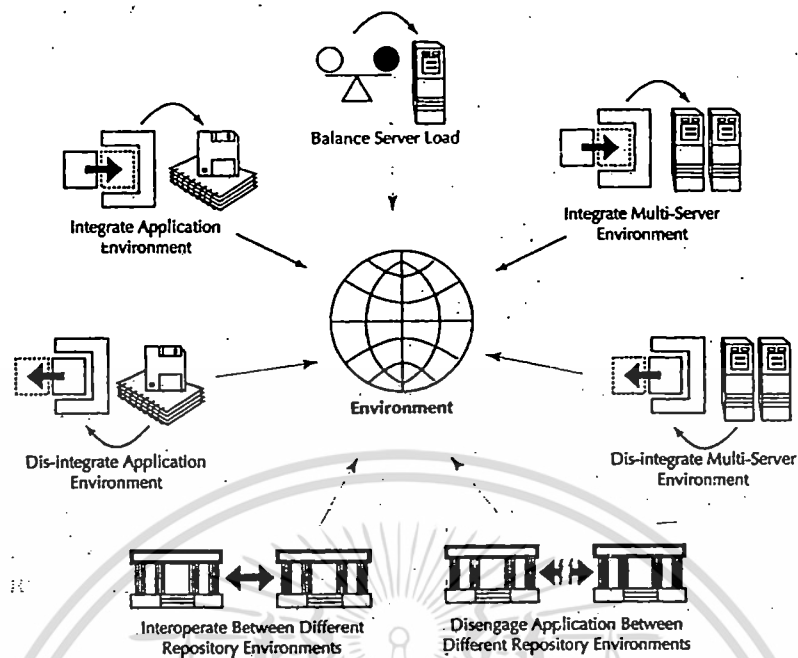 Balance Server Load
Integrate Application
Environment
Integrate Multi-Server
Environment
Environment
Dis-integrate Application
Environment
Dis-integrate Multi-Server
Environment
Interoperate Between Different
Repository Environments
Disengage Application Between
Different Repository Environments